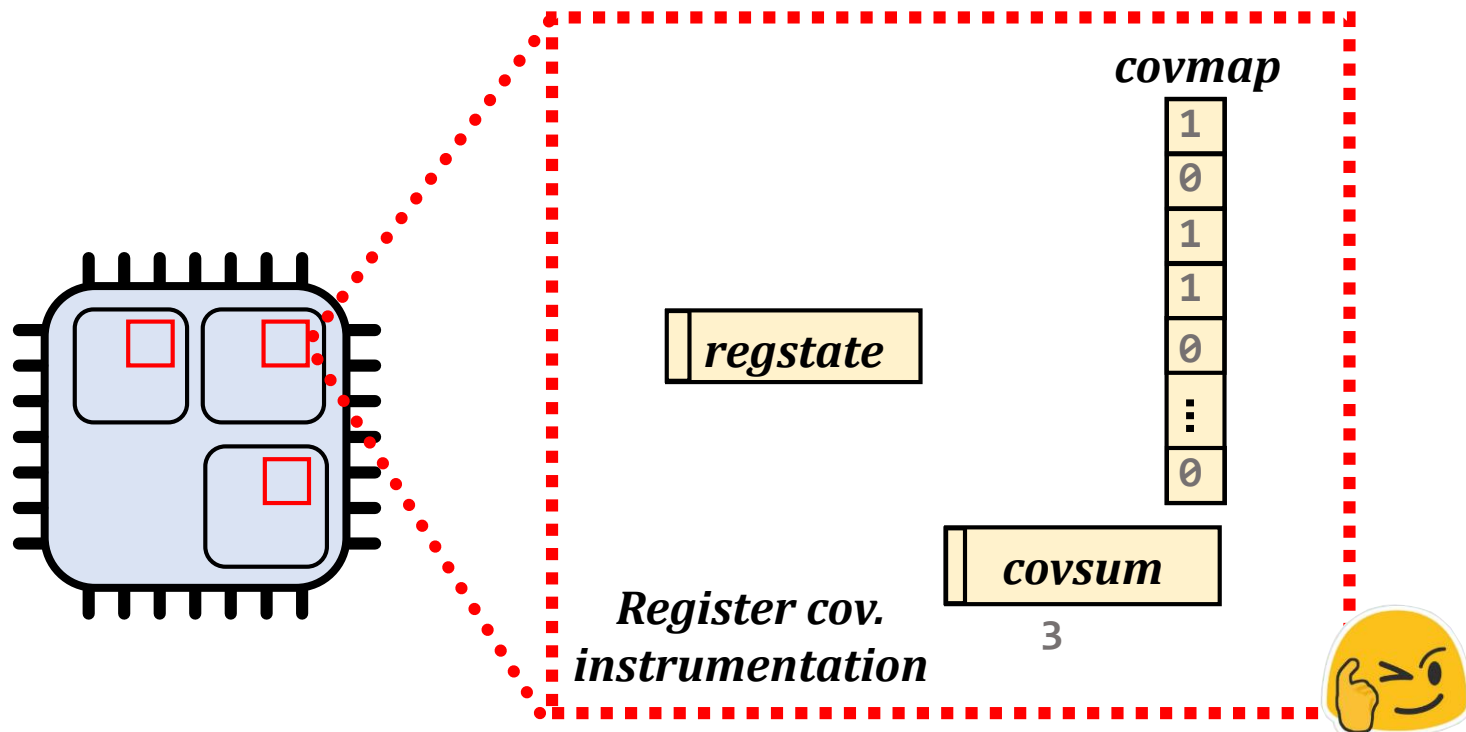 covmap
1
0
1
1
0
...
0
regstate
covsum
3
Register cov.
instrumentation